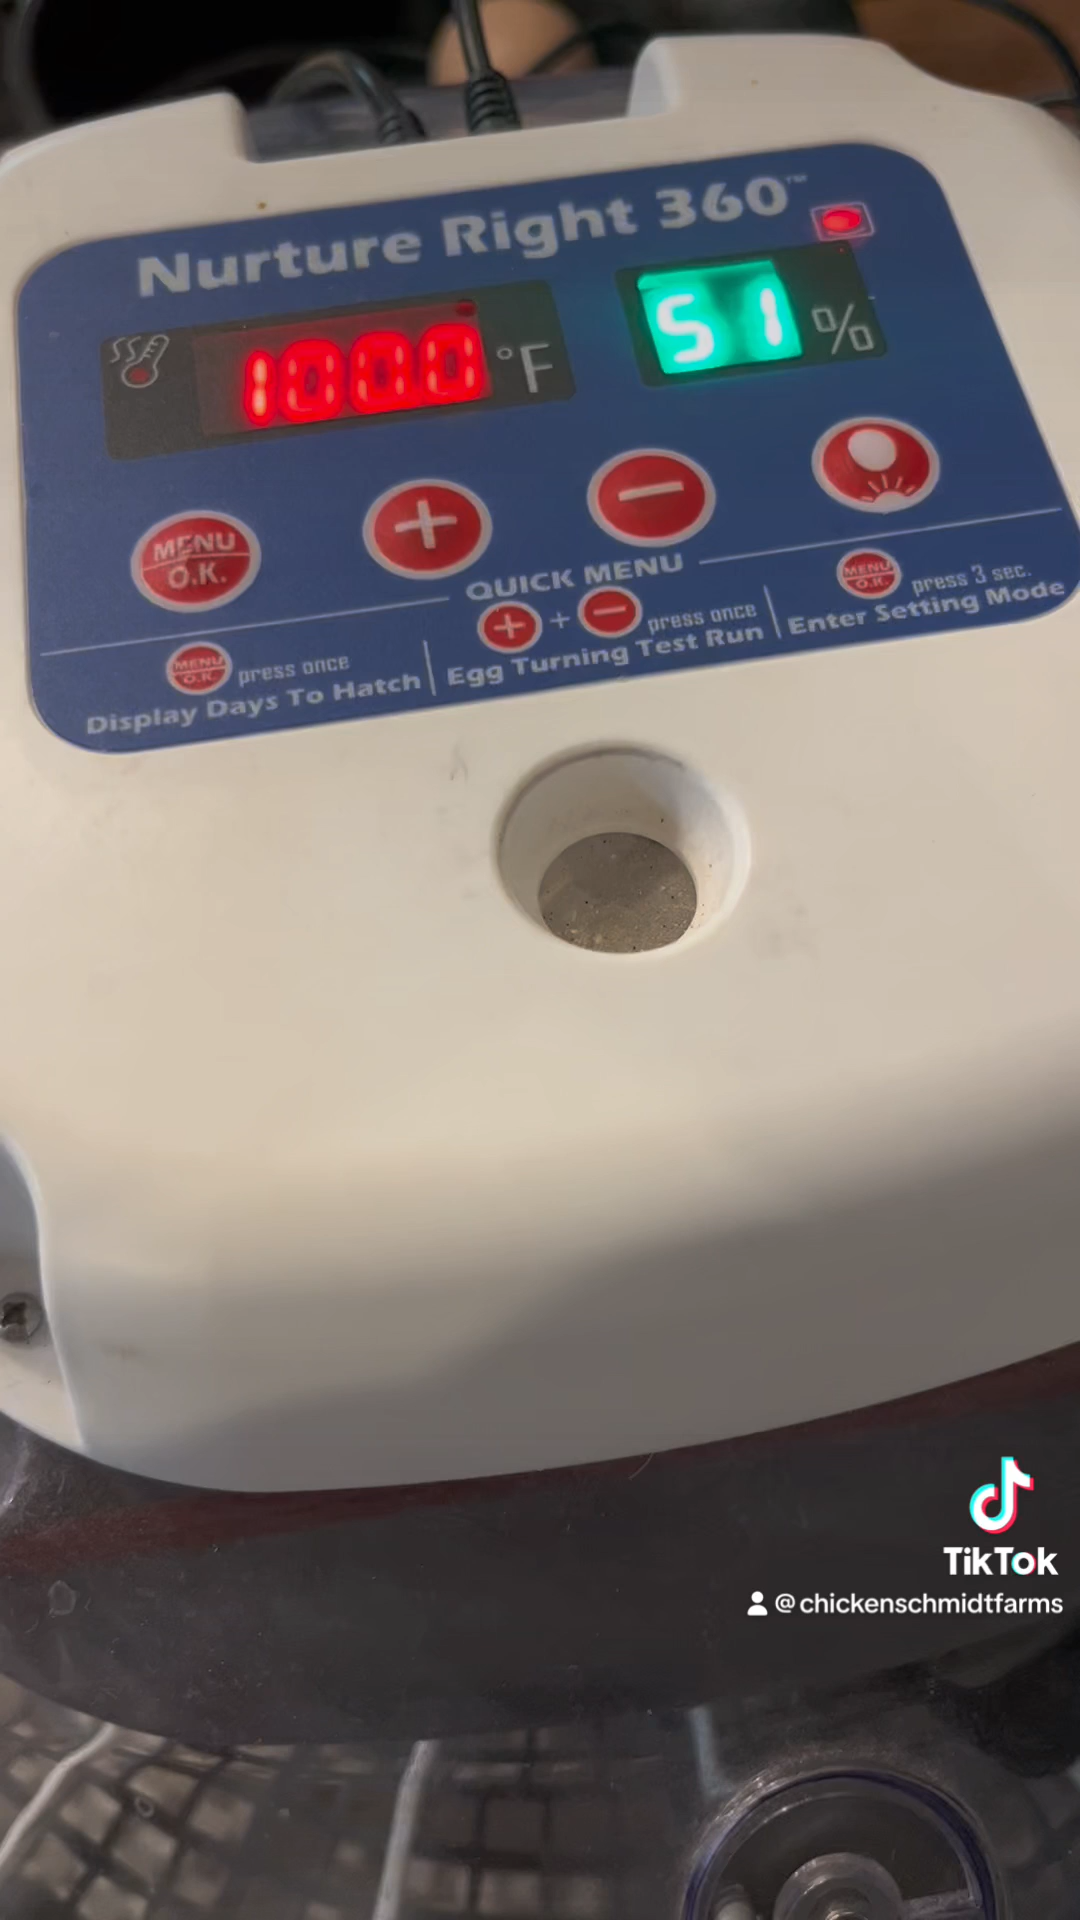 Nurture Right 360™
100.0 °F
51 %
MENU
O.K.
+
−
QUICK MENU
MENU
O.K.
press once
Display Days To Hatch
+ + − press once
Egg Turning Test Run
MENU
O.K.
press 3 sec.
Enter Setting Mode
TikTok
@chickenschmidtfarms